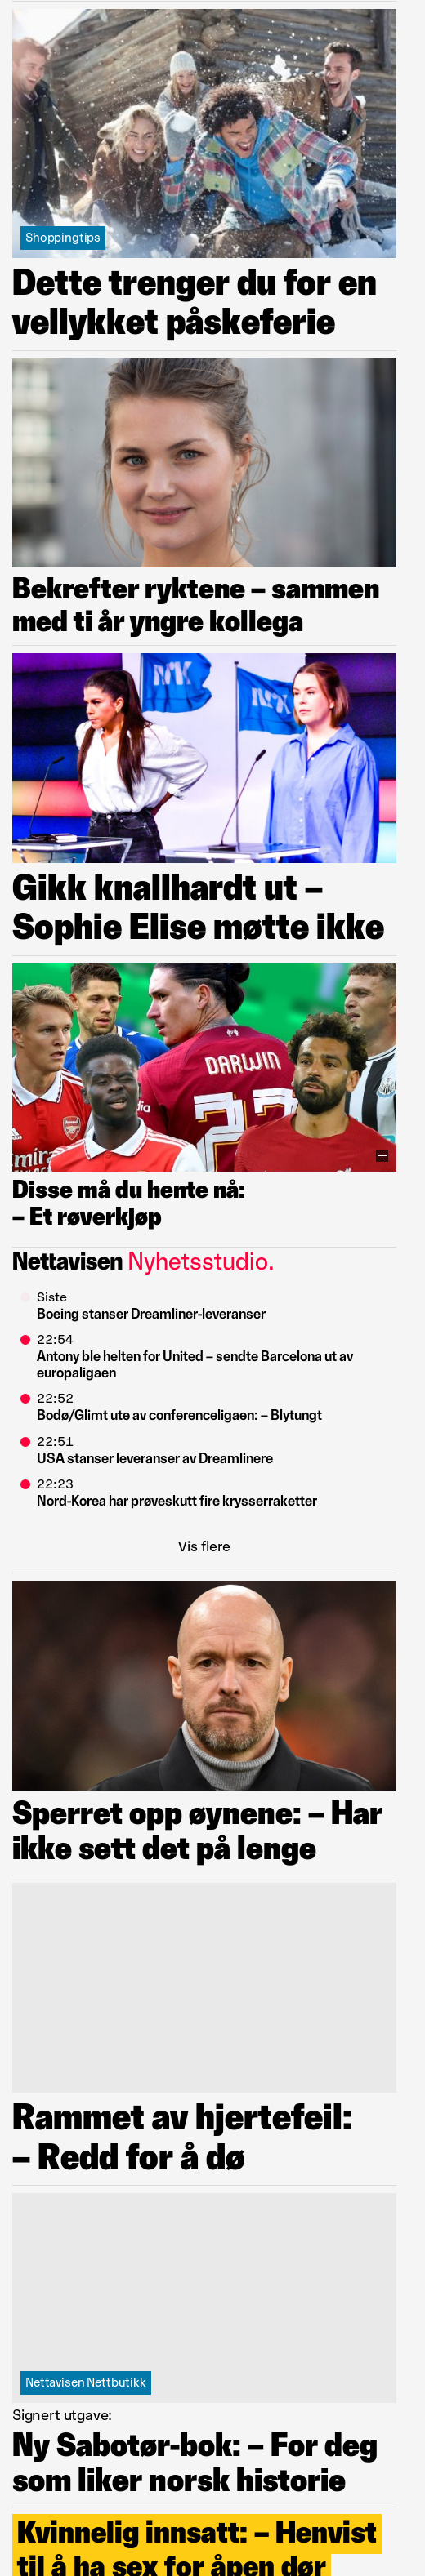 Shoppingtips
Dette trenger du for en
vellykket påskeferie
Bekrefter ryktene – sammen
med ti år yngre kollega
NRK
NRK
Gikk knallhardt ut –
Sophie Elise møtte ikke
DARWIN
Disse må du hente nå:
– Et røverkjøp
Nettavisen Nyhetsstudio.
Siste
Boeing stanser Dreamliner-leveranser
22:54
Antony ble helten for United – sendte Barcelona ut av
europaligaen
22:52
Bodø/Glimt ute av conferenceligaen: – Blytungt
22:51
USA stanser leveranser av Dreamlinere
22:23
Nord-Korea har prøveskutt fire krysserraketter
Vis flere
Sperret opp øynene: – Har
ikke sett det på lenge
Rammet av hjertefeil:
– Redd for å dø
Nettavisen Nettbutikk
Signert utgave:
Ny Sabotør-bok: – For deg
som liker norsk historie
Kvinnelig innsatt: – Henvist
til å ha sex for åpen dør